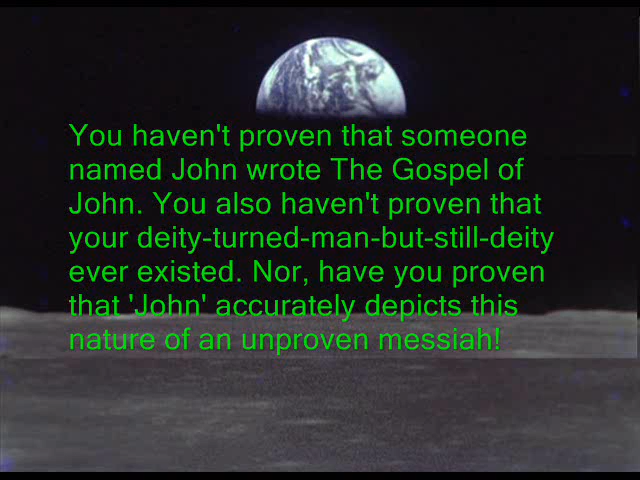 You haven't proven that someone
named John wrote The Gospel of
John. You also haven't proven that
your deity-turned-man-but-still-deity
ever existed. Nor, have you proven
that 'John' accurately depicts this
nature of an unproven messiah!